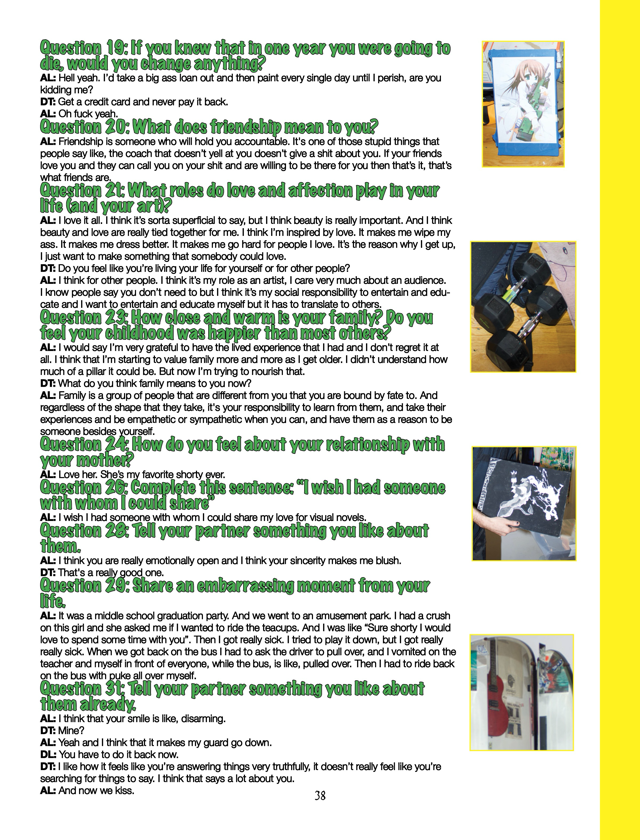 Question 19: If you knew that in one year you were going to
die, would you change anything?
AL: Hell yeah. I'd take a big ass loan out and then paint every single day until I perish, are you
kidding me?
DT: Get a credit card and never pay it back.
AL: Oh fuck yeah.
Question 20: What does friendship mean to you?
AL: Friendship is someone who will hold you accountable. It's one of those stupid things that
people say like, the coach that doesn't yell at you doesn't give a shit about you. If your friends
love you and they can call you on your shit and are willing to be there for you then that's it, that's
what friends are.
Question 21: What roles do love and affection play in your
life (and your art)?
AL: I love it all. I think it's sorta superficial to say, but I think beauty is really important. And I think
beauty and love are really tied together for me. I think I'm inspired by love. It makes me wipe my
ass. It makes me dress better. It makes me go hard for people I love. It's the reason why I get up,
I just want to make something that somebody could love.
DT: Do you feel like you're living your life for yourself or for other people?
AL: I think for other people. I think it's my role as an artist, I care very much about an audience.
I know people say you don't need to but I think it's my social responsibility to entertain and edu-
cate and I want to entertain and educate myself but it has to translate to others.
Question 23: How close and warm is your family? Do you
feel your childhood was happier than most others?
AL: I would say I'm very grateful to have the lived experience that I had and I don't regret it at
all. I think that I'm starting to value family more and more as I get older. I didn't understand how
much of a pillar it could be. But now I'm trying to nourish that.
DT: What do you think family means to you now?
AL: Family is a group of people that are different from you that you are bound by fate to. And
regardless of the shape that they take, it's your responsibility to learn from them, and take their
experiences and be empathetic or sympathetic when you can, and have them as a reason to be
someone besides yourself.
Question 24: How do you feel about your relationship with
your mother?
AL: Love her. She's my favorite shorty ever.
Question 26: Complete this sentence: "I wish I had someone
with whom I could share"
AL: I wish I had someone with whom I could share my love for visual novels.
Question 28: Tell your partner something you like about
them.
AL: I think you are really emotionally open and I think your sincerity makes me blush.
DT: That's a really good one.
Question 29: Share an embarrassing moment from your
life.
AL: It was a middle school graduation party. And we went to an amusement park. I had a crush
on this girl and she asked me if I wanted to ride the teacups. And I was like "Sure shorty I would
love to spend some time with you". Then I got really sick. I tried to play it down, but I got really
really sick. When we got back on the bus I had to ask the driver to pull over, and I vomited on the
teacher and myself in front of everyone, while the bus, is like, pulled over. Then I had to ride back
on the bus with puke all over myself.
Question 31: Tell your partner something you like about
them already.
AL: I think that your smile is like, disarming.
DT: Mine?
AL: Yeah and I think that it makes my guard go down.
DL: You have to do it back now.
DT: I like how it feels like you're answering things very truthfully, it doesn't really feel like you're
searching for things to say. I think that says a lot about you.
AL: And now we kiss.
38